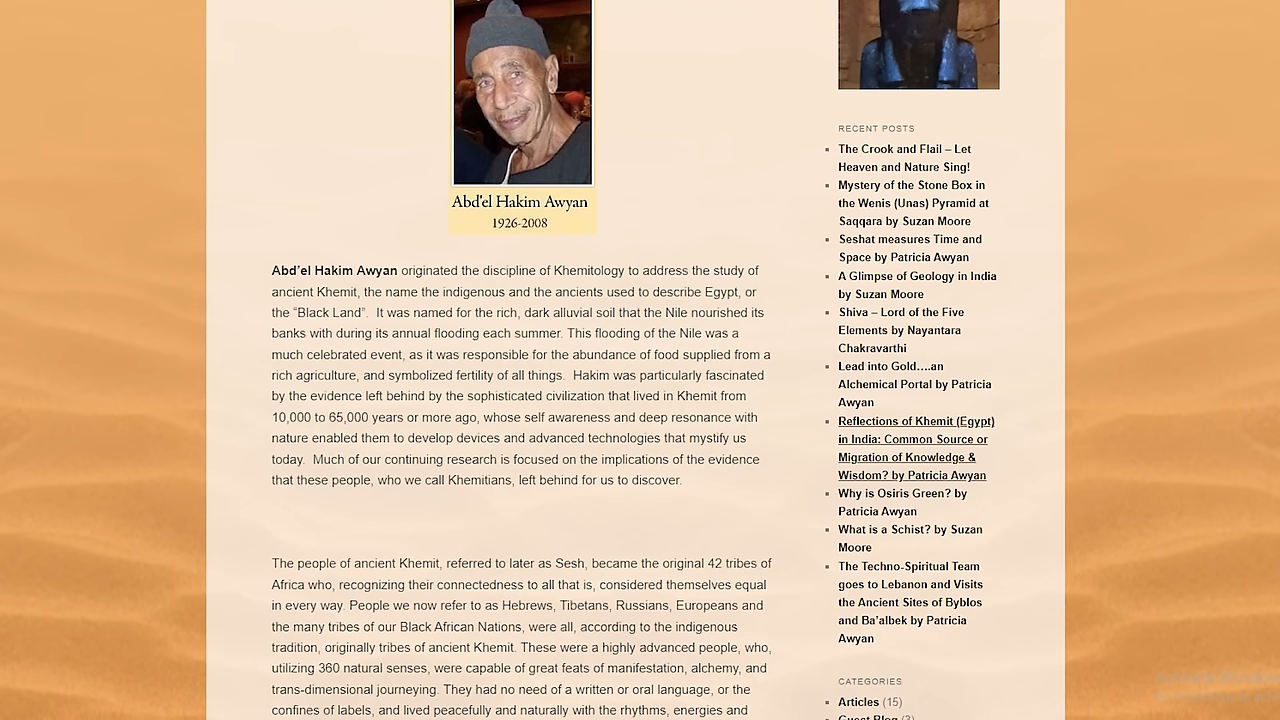 Abd'el Hakim Awyan
1926-2008
Abd’el Hakim Awyan originated the discipline of Khemitology to address the study of
ancient Khemit, the name the indigenous and the ancients used to describe Egypt, or
the “Black Land”.  It was named for the rich, dark alluvial soil that the Nile nourished its
banks with during its annual flooding each summer. This flooding of the Nile was a
much celebrated event, as it was responsible for the abundance of food supplied from a
rich agriculture, and symbolized fertility of all things.  Hakim was particularly fascinated
by the evidence left behind by the sophisticated civilization that lived in Khemit from
10,000 to 65,000 years or more ago, whose self awareness and deep resonance with
nature enabled them to develop devices and advanced technologies that mystify us
today.  Much of our continuing research is focused on the implications of the evidence
that these people, who we call Khemitians, left behind for us to discover.
The people of ancient Khemit, referred to later as Sesh, became the original 42 tribes of
Africa who, recognizing their connectedness to all that is, considered themselves equal
in every way. People we now refer to as Hebrews, Tibetans, Russians, Europeans and
the many tribes of our Black African Nations, were all, according to the indigenous
tradition, originally tribes of ancient Khemit. These were a highly advanced people, who,
utilizing 360 natural senses, were capable of great feats of manifestation, alchemy, and
trans-dimensional journeying. They had no need of a written or oral language, or the
confines of labels, and lived peacefully and naturally with the rhythms, energies and
RECENT POSTS
The Crook and Flail – Let
Heaven and Nature Sing!
Mystery of the Stone Box in
the Wenis (Unas) Pyramid at
Saqqara by Suzan Moore
Seshat measures Time and
Space by Patricia Awyan
A Glimpse of Geology in India
by Suzan Moore
Shiva – Lord of the Five
Elements by Nayantara
Chakravarthi
Lead into Gold….an
Alchemical Portal by Patricia
Awyan
Reflections of Khemit (Egypt)
in India: Common Source or
Migration of Knowledge &
Wisdom? by Patricia Awyan
Why is Osiris Green? by
Patricia Awyan
What is a Schist? by Suzan
Moore
The Techno-Spiritual Team
goes to Lebanon and Visits
the Ancient Sites of Byblos
and Ba’albek by Patricia
Awyan
CATEGORIES
Articles (15)
Guest Blog (3)